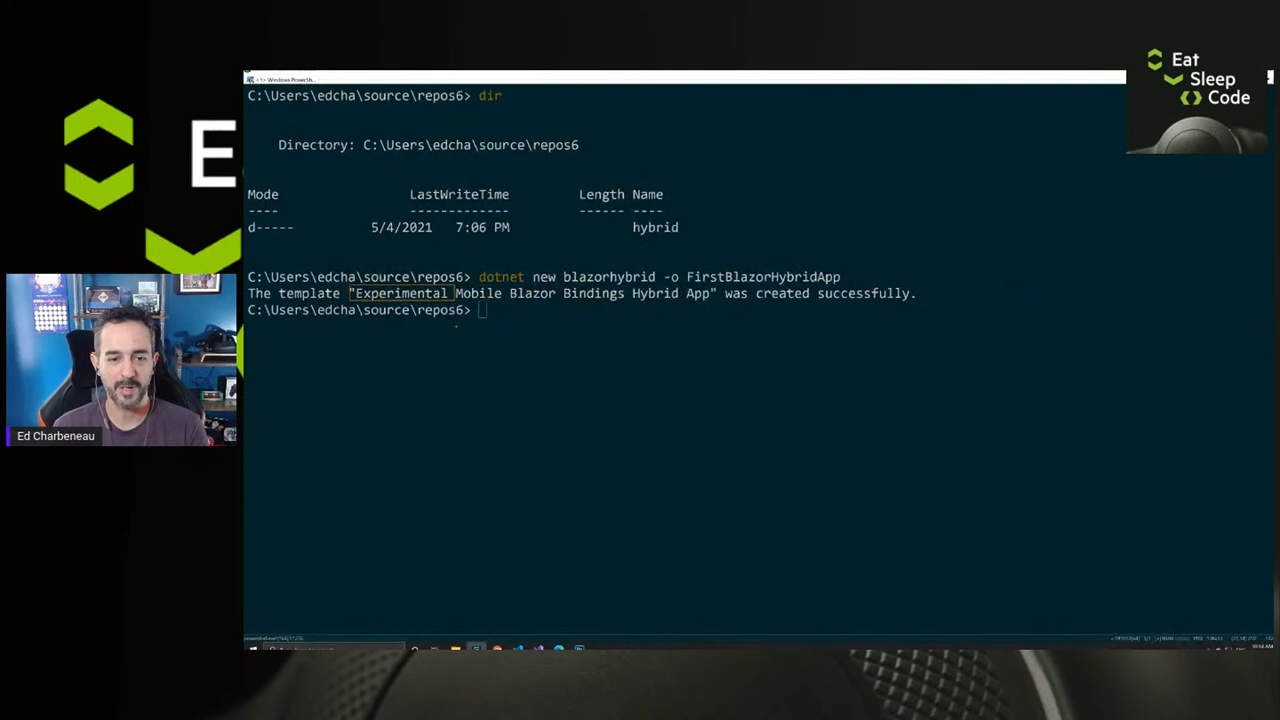 Eat
Sleep
Code
E
Windows PowerSh...
C:\Users\edcha\source\repos6> dir
Directory: C:\Users\edcha\source\repos6
Mode LastWriteTime Length Name
---- ------------- ------ ----
d----- 5/4/2021 7:06 PM hybrid
C:\Users\edcha\source\repos6> dotnet new blazorhybrid -o FirstBlazorHybridApp
The template "Experimental Mobile Blazor Bindings Hybrid App" was created successfully.
C:\Users\edcha\source\repos6>
Ed Charbeneau